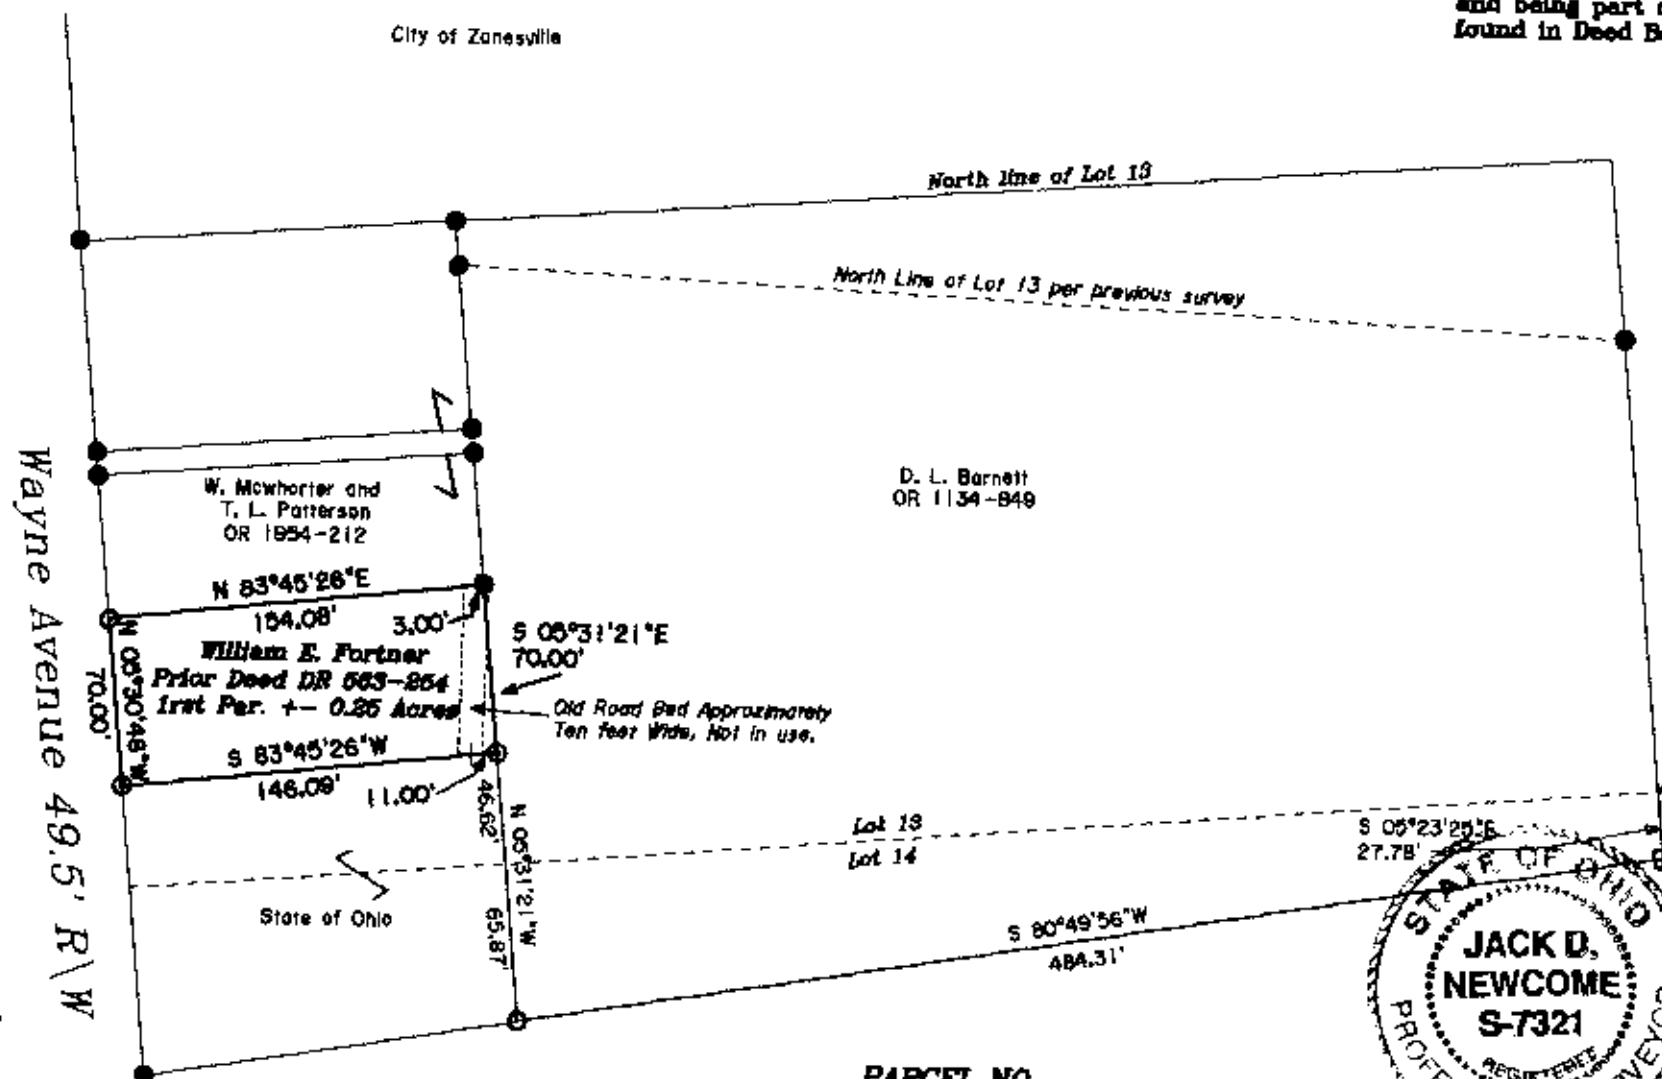 and being part
found in Deed
City of Zanesville
North line of Lot 13
North Line of Lot 13 per previous survey
W. Mcwhorter and
T. L. Patterson
OR 1954-212
D. L. Barnett
OR 1134-849
Wayne Avenue 49.5' R\W
N 83°45'26"E
154.08'
3.00'
S 05°31'21"E
70.00'
William E. Fortner
Prior Deed DR 563-254
1rst Par. +- 0.25 Acres
N 05°30'48"W
70.00'
Old Road Bed Approximately
Ten feet Wide, Not in use.
S 83°45'26"W
146.09'
11.00'
46.62'
N 05°31'21"W
65.87'
Lot 13
Lot 14
S 05°23'25"E
27.78'
State of Ohio
S 80°49'56"W
484.31'
STATE OF OHIO
JACK D.
NEWCOME
S-7321
REGISTERED
PARCEL NO.